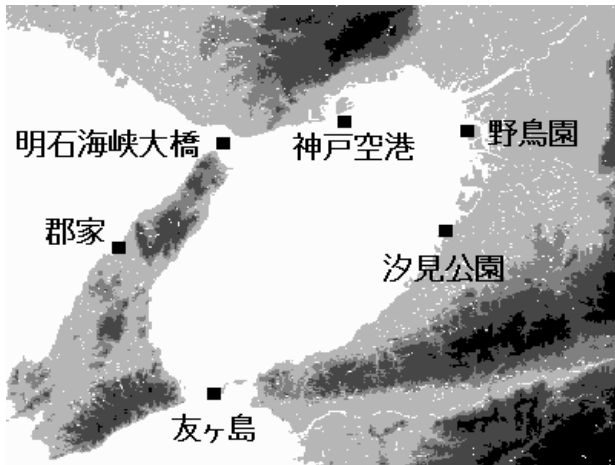 明石海峡大橋
神戸空港
野鳥園
郡家
汐見公園
友ヶ島